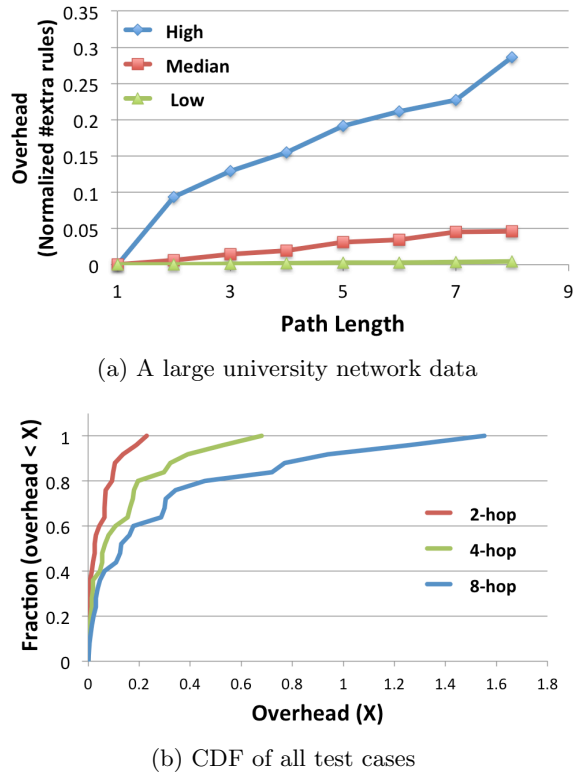 0.35
0.3
0.25
0.2
0.15
0.1
0.05
0
Overhead
(Normalized #extra rules)
High
Median
Low
1 3 5 7 9
Path Length
(a) A large university network data
1
0.8
0.6
0.4
0.2
0
Fraction (overhead < X)
2-hop
4-hop
8-hop
0 0.2 0.4 0.6 0.8 1 1.2 1.4 1.6 1.8
Overhead (X)
(b) CDF of all test cases